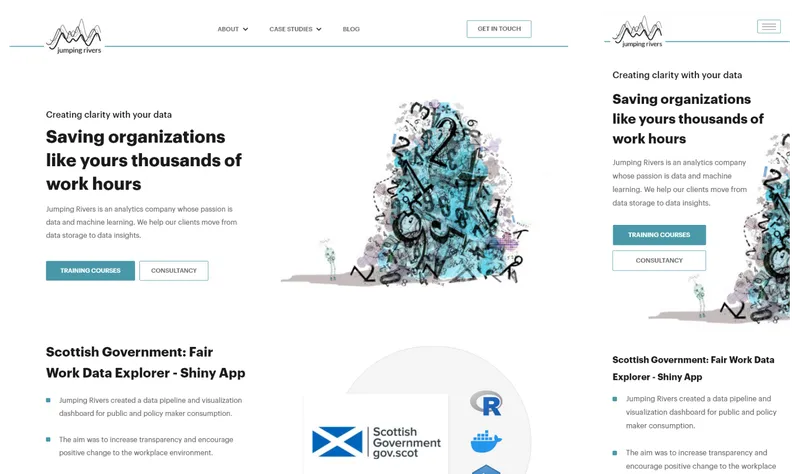 jumping rivers
ABOUT
CASE STUDIES
BLOG
GET IN TOUCH
Creating clarity with your data
Saving organizations
like yours thousands of
work hours
Jumping Rivers is an analytics company whose passion is
data and machine learning. We help our clients move from
data storage to data insights.
TRAINING COURSES
CONSULTANCY
Scottish Government: Fair
Work Data Explorer - Shiny App
Jumping Rivers created a data pipeline and visualization
dashboard for public and policy maker consumption.
The aim was to increase transparency and encourage
positive change to the workplace environment.
Scottish
Government
gov.scot
R
jumping rivers
Creating clarity with your data
Saving organizations
like yours thousands of
work hours
Jumping Rivers is an analytics company
whose passion is data and machine
learning. We help our clients move from
data storage to data insights.
TRAINING COURSES
CONSULTANCY
Scottish Government: Fair Work Data
Explorer - Shiny App
Jumping Rivers created a data pipeline and
visualization dashboard for public and policy
maker consumption.
The aim was to increase transparency and
encourage positive change to the workplace